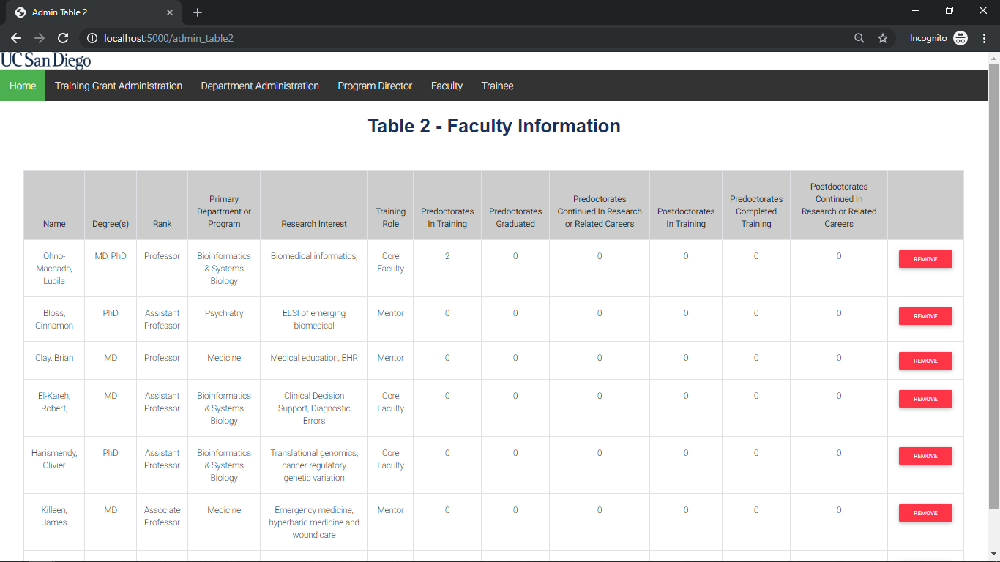 Admin Table 2
localhost:5000/admin_table2
Incognito
UC San Diego
Home Training Grant Administration Department Administration Program Director Faculty Trainee
Table 2 - Faculty Information
Name
Degree(s)
Rank
Primary
Department or
Program
Research Interest
Training
Role
Predoctorates
In Training
Predoctorates
Graduated
Predoctorates
Continued In Research
or Related Careers
Postdoctorates
In Training
Predoctorates
Completed
Training
Postdoctorates
Continued In
Research or Related
Careers
Ohno-
Machado,
Lucila
MD, PhD
Professor
Bioinformatics
& Systems
Biology
Biomedical informatics,
Core
Faculty
2
0
0
0
0
0
REMOVE
Bloss,
Cinnamon
PhD
Assistant
Professor
Psychiatry
ELSI of emerging
biomedical
Mentor
0
0
0
0
0
0
REMOVE
Clay, Brian
MD
Professor
Medicine
Medical education, EHR
Mentor
0
0
0
0
0
0
REMOVE
El-Kareh,
Robert,
MD
Assistant
Professor
Bioinformatics
& Systems
Biology
Clinical Decision
Support, Diagnostic
Errors
Core
Faculty
0
0
0
0
0
0
REMOVE
Harismendy,
Olivier
PhD
Assistant
Professor
Bioinformatics
& Systems
Biology
Translational genomics,
cancer regulatory
genetic variation
Core
Faculty
0
0
0
0
0
0
REMOVE
Killeen,
James
MD
Associate
Professor
Medicine
Emergency medicine,
hyperbaric medicine and
wound care
Mentor
0
0
0
0
0
0
REMOVE